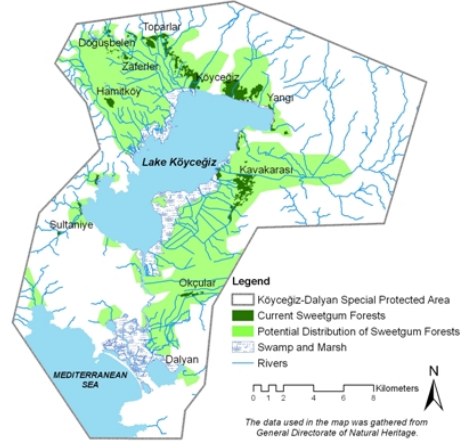 Toparlar
Döğüşbelen
Zaferler
Hamitköy
Köyceğiz
Yangı
Lake Köyceğiz
Kavakarası
Sultaniye
Okçular
Legend
Köyceğiz-Dalyan Special Protected Area
Current Sweetgum Forests
Potential Distribution of Sweetgum Forests
Swamp and Marsh
Rivers
Dalyan
MEDITERRANEAN
SEA
0 1 2 4 6 8
Kilometers
N
The data used in the map was gathered from
General Directorate of Natural Heritage.